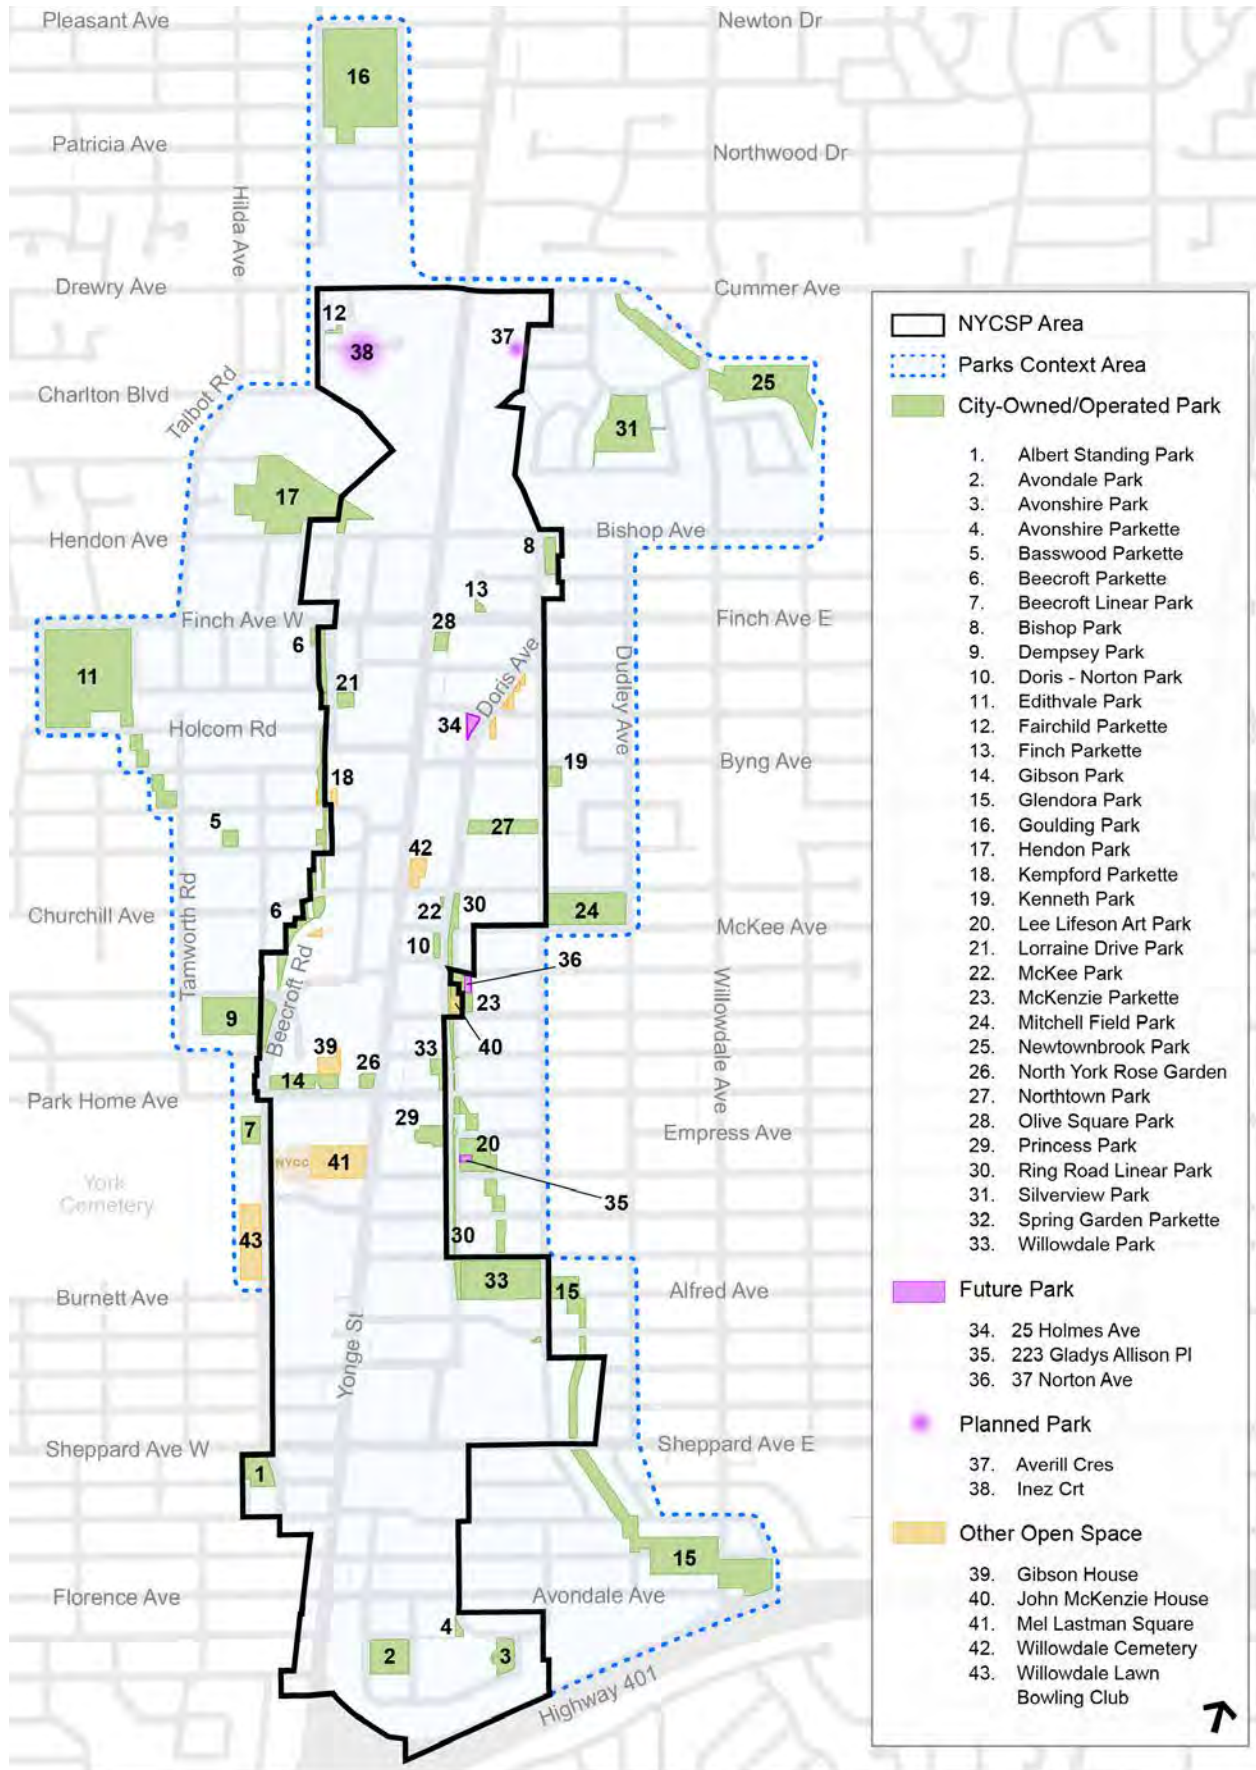 Pleasant Ave
Newton Dr
16
Patricia Ave
Northwood Dr
Hilda Ave
Drewry Ave
Cummer Ave
12
38
37
Charlton Blvd
Talbot Rd
25
31
17
Hendon Ave
Bishop Ave
8
13
Finch Ave W
28
Finch Ave E
6
11
21
Doris Ave
Dudley Ave
Holcom Rd
34
19
Byng Ave
18
5
27
42
Tamworth Rd
Churchill Ave
6
22
30
24
McKee Ave
10
36
Beecroft Rd
9
23
Willowdale Ave
39
40
33
26
14
Park Home Ave
7
29
Empress Ave
20
NYCC
41
York
Cemetery
35
43
30
33
15
Burnett Ave
Alfred Ave
Yonge St
Sheppard Ave W
Sheppard Ave E
1
15
Florence Ave
Avondale Ave
4
2
3
Highway 401
NYCSP Area
Parks Context Area
City-Owned/Operated Park
1. Albert Standing Park
2. Avondale Park
3. Avonshire Park
4. Avonshire Parkette
5. Basswood Parkette
6. Beecroft Parkette
7. Beecroft Linear Park
8. Bishop Park
9. Dempsey Park
10. Doris - Norton Park
11. Edithvale Park
12. Fairchild Parkette
13. Finch Parkette
14. Gibson Park
15. Glendora Park
16. Goulding Park
17. Hendon Park
18. Kempford Parkette
19. Kenneth Park
20. Lee Lifeson Art Park
21. Lorraine Drive Park
22. McKee Park
23. McKenzie Parkette
24. Mitchell Field Park
25. Newtownbrook Park
26. North York Rose Garden
27. Northtown Park
28. Olive Square Park
29. Princess Park
30. Ring Road Linear Park
31. Silverview Park
32. Spring Garden Parkette
33. Willowdale Park
Future Park
34. 25 Holmes Ave
35. 223 Gladys Allison Pl
36. 37 Norton Ave
Planned Park
37. Averill Cres
38. Inez Crt
Other Open Space
39. Gibson House
40. John McKenzie House
41. Mel Lastman Square
42. Willowdale Cemetery
43. Willowdale Lawn
Bowling Club